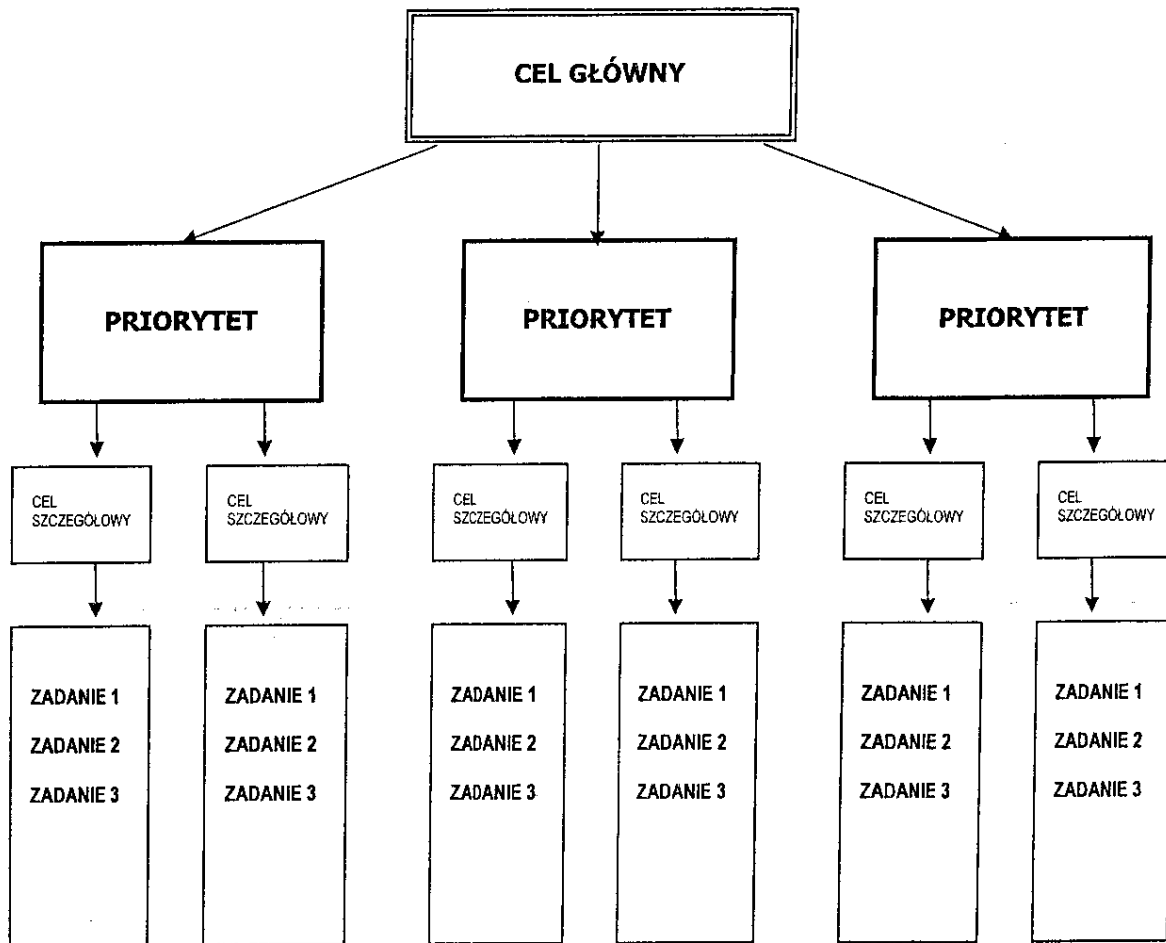 CEL GŁÓWNY
PRIORYTET
PRIORYTET
PRIORYTET
CEL
SZCZEGÓŁOWY
CEL
SZCZEGÓŁOWY
CEL
SZCZEGÓŁOWY
CEL
SZCZEGÓŁOWY
CEL
SZCZEGÓŁOWY
CEL
SZCZEGÓŁOWY
ZADANIE 1
ZADANIE 2
ZADANIE 3
ZADANIE 1
ZADANIE 2
ZADANIE 3
ZADANIE 1
ZADANIE 2
ZADANIE 3
ZADANIE 1
ZADANIE 2
ZADANIE 3
ZADANIE 1
ZADANIE 2
ZADANIE 3
ZADANIE 1
ZADANIE 2
ZADANIE 3